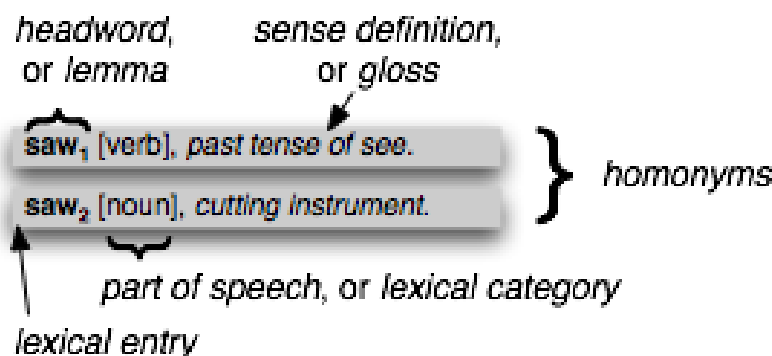 headword, or lemma
sense definition, or gloss
saw₁ [verb], past tense of see.
saw₂ [noun], cutting instrument.
homonyms
part of speech, or lexical category
lexical entry